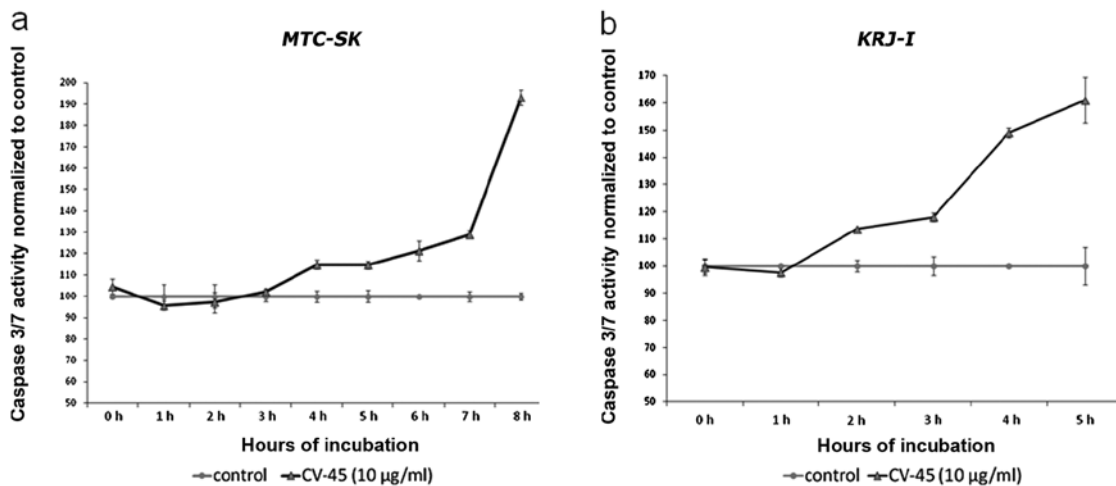 a
MTC-SK
Caspase 3/7 activity normalized to control
200
190
180
170
160
150
140
130
120
110
100
90
80
70
60
50
0 h 1 h 2 h 3 h 4 h 5 h 6 h 7 h 8 h
Hours of incubation
control CV-45 (10 µg/ml)
b
KRJ-I
Caspase 3/7 activity normalized to control
170
160
150
140
130
120
110
100
90
80
70
60
50
0 h 1 h 2 h 3 h 4 h 5 h
Hours of incubation
control CV-45 (10 µg/ml)